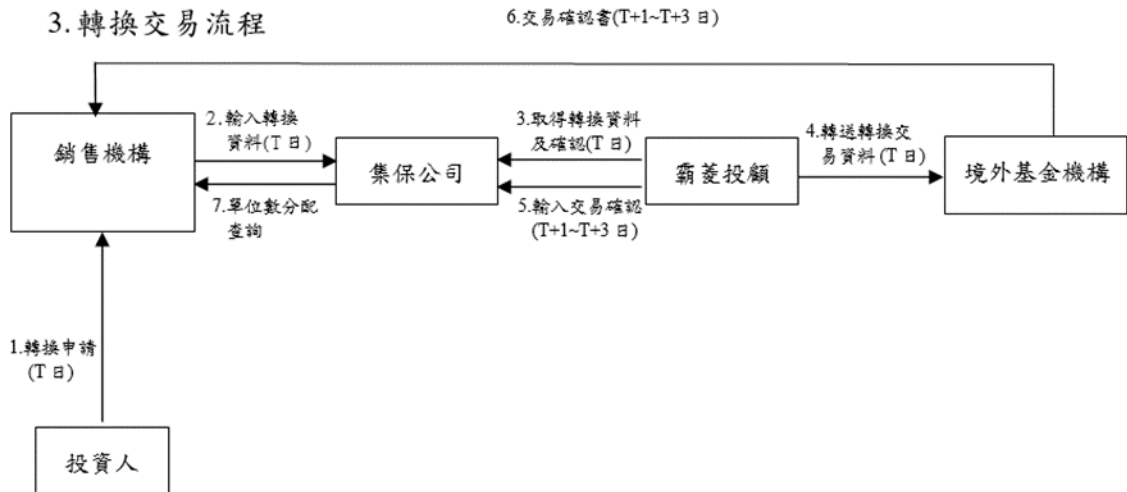 3.轉換交易流程
6.交易確認書(T+1~T+3 日)
銷售機構
2.輸入轉換
資料(T 日)
集保公司
3.取得轉換資料
及確認(T 日)
霸菱投顧
4.轉送轉換交
易資料 (T 日)
境外基金機構
7.單位數分配
查詢
5.輸入交易確認
(T+1~T+3 日)
1.轉換申請
(T 日)
投資人